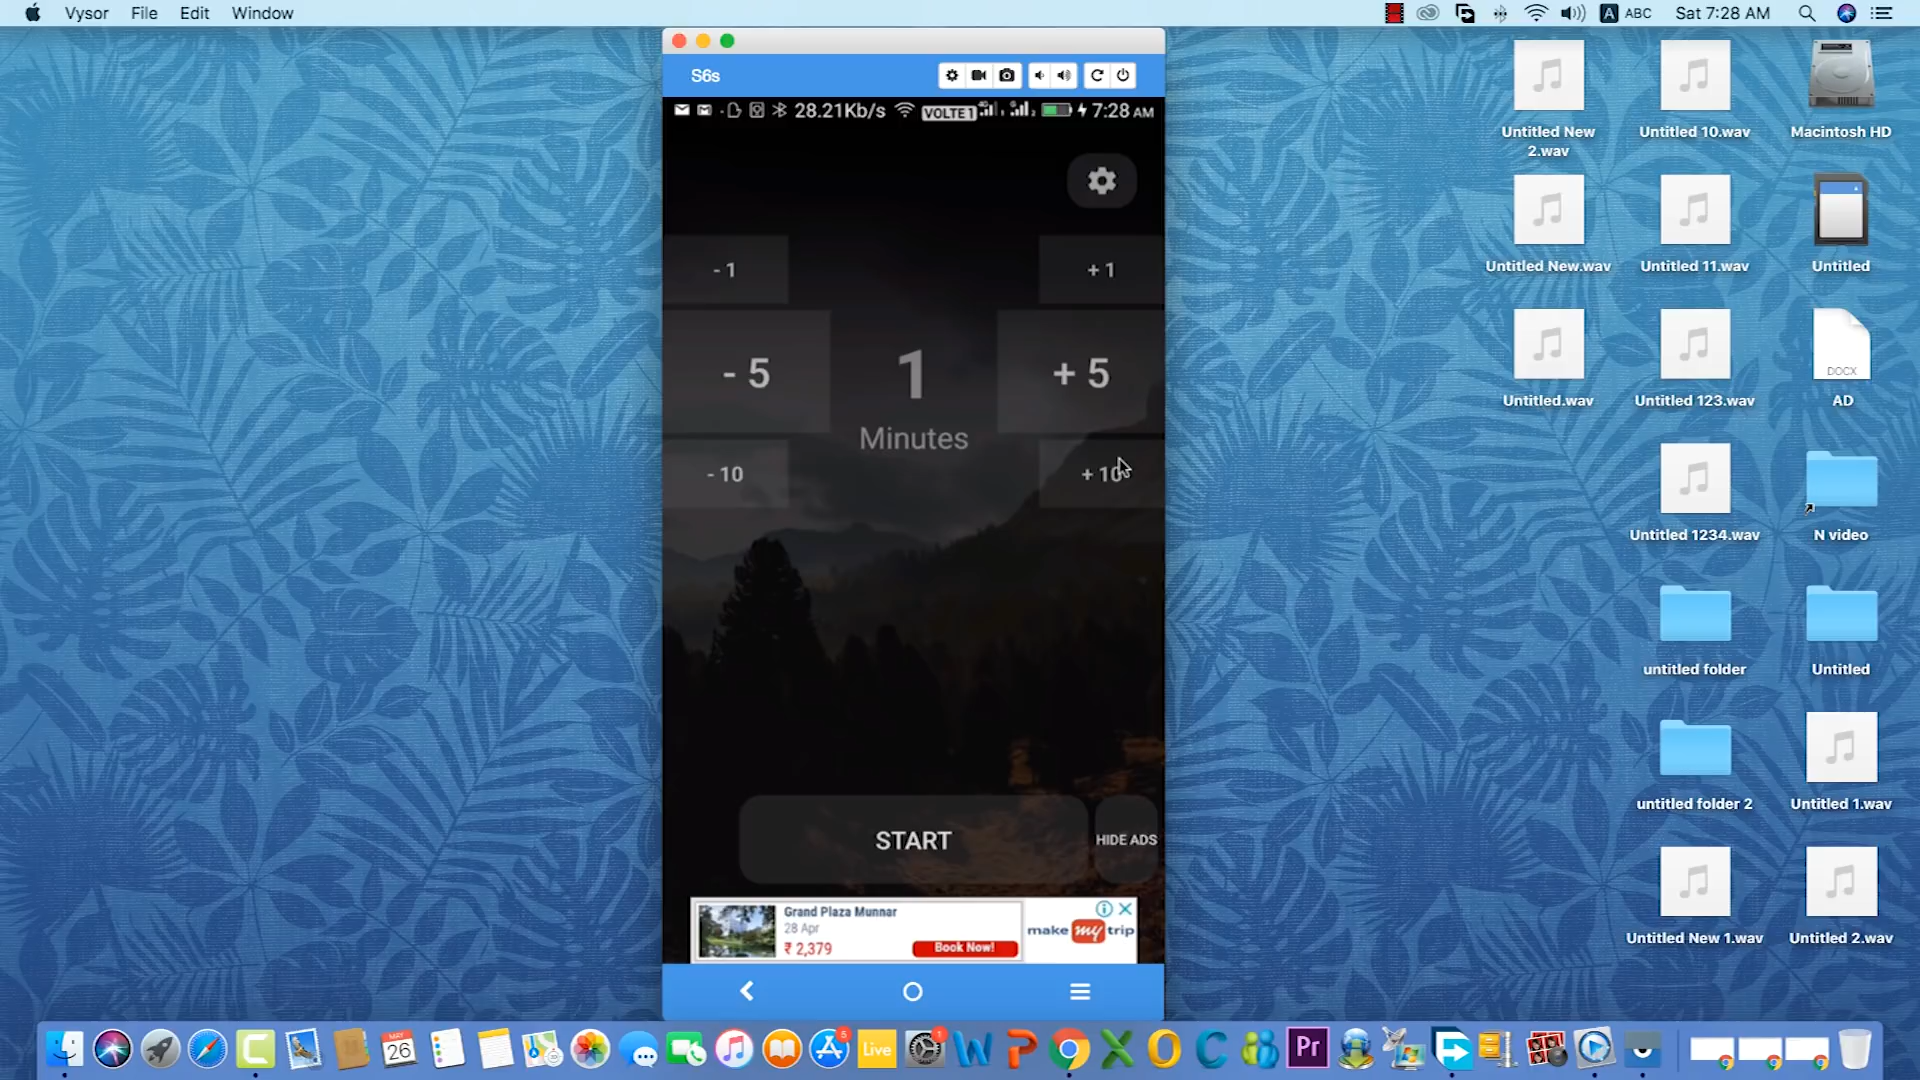 Vysor File Edit Window
ABC Sat 7:28 AM
S6s
28.21Kb/s VOLTE 1 7:28 AM
- 1
+ 1
- 5
1
+ 5
Minutes
- 10
+ 10
START
HIDE ADS
Grand Plaza Munnar
28 Apr
₹ 2,379
Book Now!
make my trip
Untitled New 2.wav
Untitled 10.wav
Macintosh HD
Untitled New.wav
Untitled 11.wav
Untitled
Untitled.wav
Untitled 123.wav
DOCX
AD
Untitled 1234.wav
N video
untitled folder
Untitled
untitled folder 2
Untitled 1.wav
Untitled New 1.wav
Untitled 2.wav
MAY
26
5
Live
1
Pr